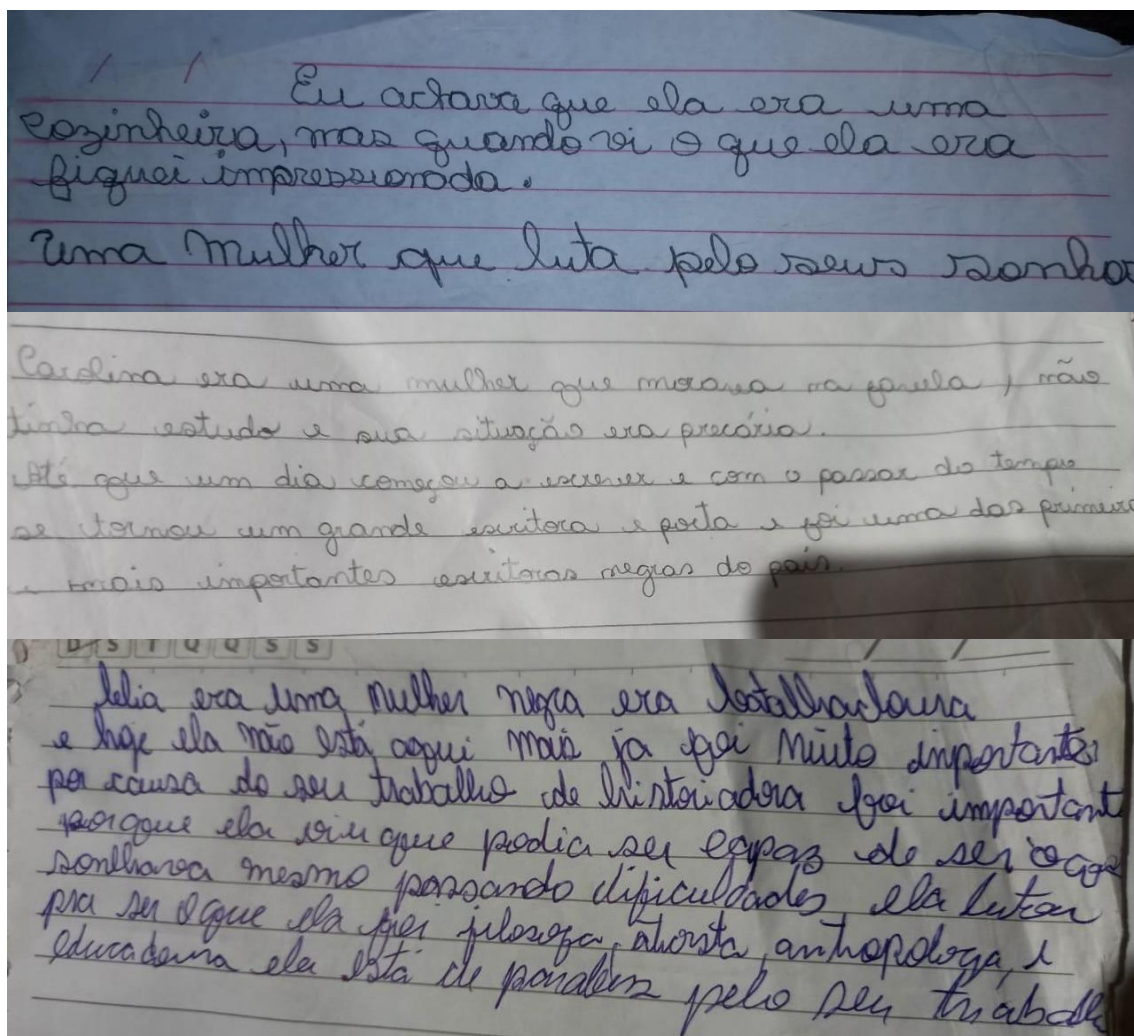 Eu achava que ela era uma
cozinheira, mas quando vi o que ela era
fiquei impressionada.
Uma mulher que luta pelo seus sonhos
Carolina era uma mulher que morava na favela, não
tinha estudo e sua situação era precária.
Até que um dia começou a escrever e com o passar do tempo
se tornou um grande escritora e poeta e foi uma das primeira
mais importantes escritoras negras do país.
D S T Q Q S S
Lelia era uma mulher negra era batalhadoura
e hoje ela não está aqui mais ja foi muito importante
por causa do seu trabalho de historiadora foi important
porque ela viu que podia ser capaz de ser o que
sonhava mesmo passando dificuldades ela lutou
pra ser o que ela foi filosofa, antropologa, e
educadoura ela está de parabens pelo seu